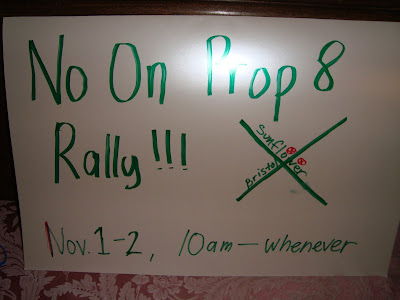 No On Prop 8
Rally!!!
Sunflower
Bristol
Nov. 1-2, 10am - whenever